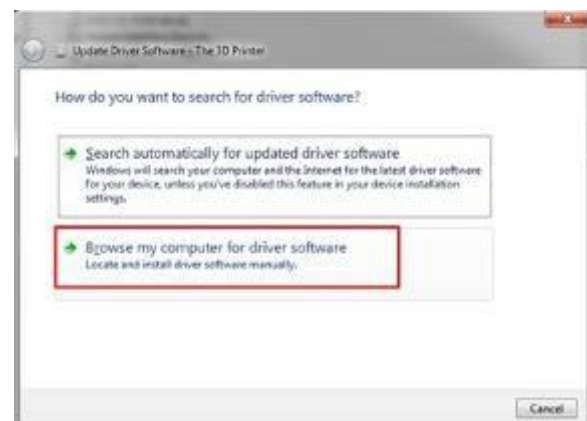 Update Driver Software - The 3D Printer
How do you want to search for driver software?
Search automatically for updated driver software
Windows will search your computer and the Internet for the latest driver software
for your device, unless you've disabled this feature in your device installation
settings.
Browse my computer for driver software
Locate and install driver software manually.
Cancel